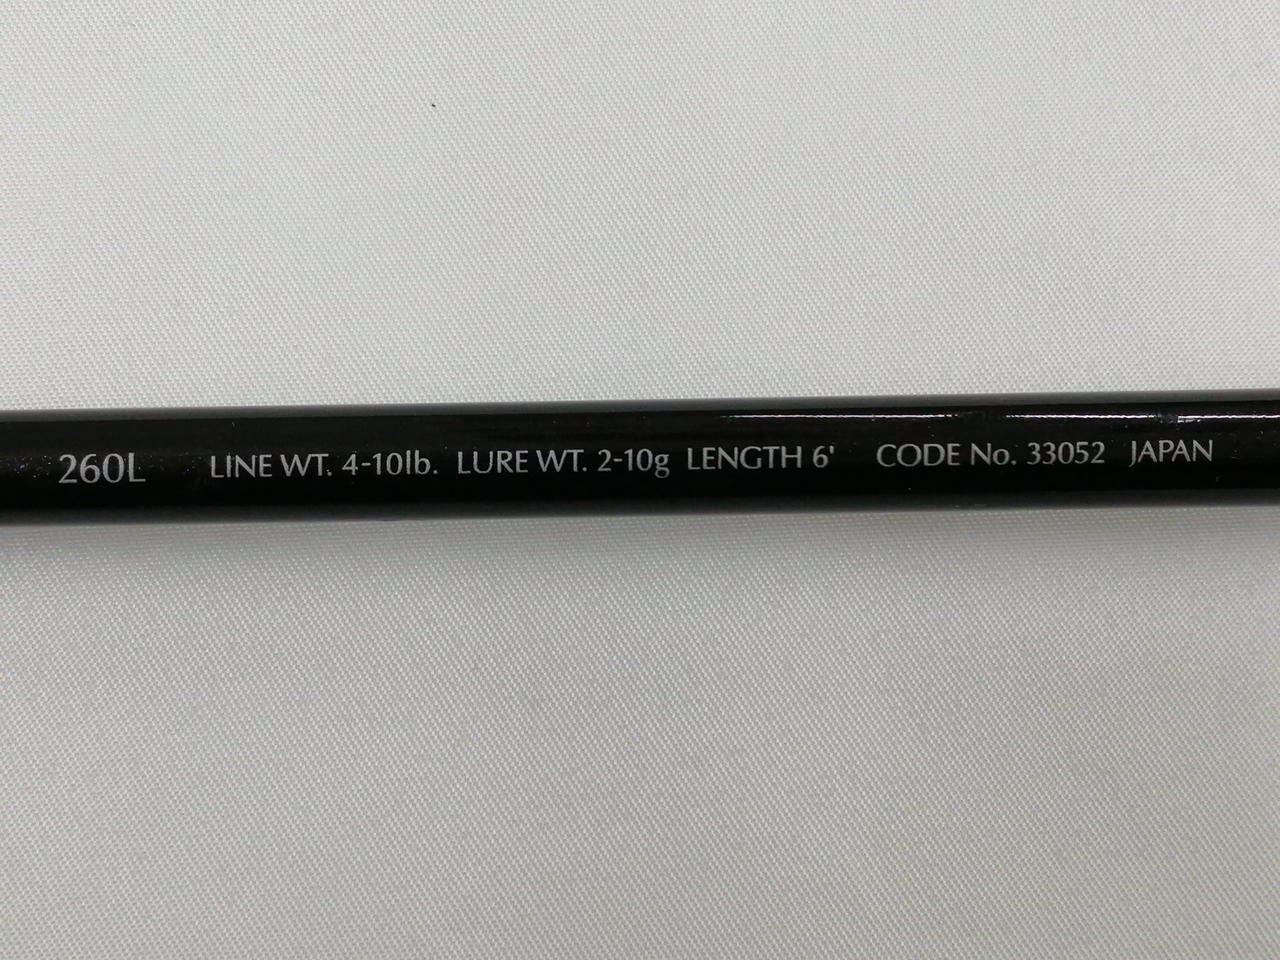 260L LINE WT. 4-10lb. LURE WT. 2-10g LENGTH 6' CODE No. 33052 JAPAN